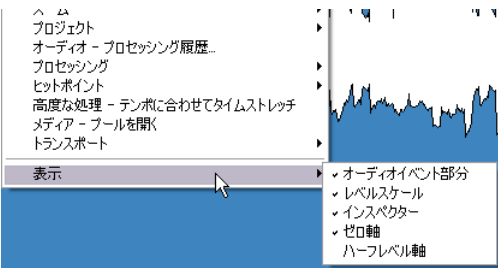 ズーム
プロジェクト
オーディオ - プロセッシング履歴...
プロセッシング
ヒットポイント
高度な処理 - テンポに合わせてタイムストレッチ
メディア - プールを開く
トランスポート
表示
オーディオイベント部分
レベルスケール
インスペクター
ゼロ軸
ハーフレベル軸